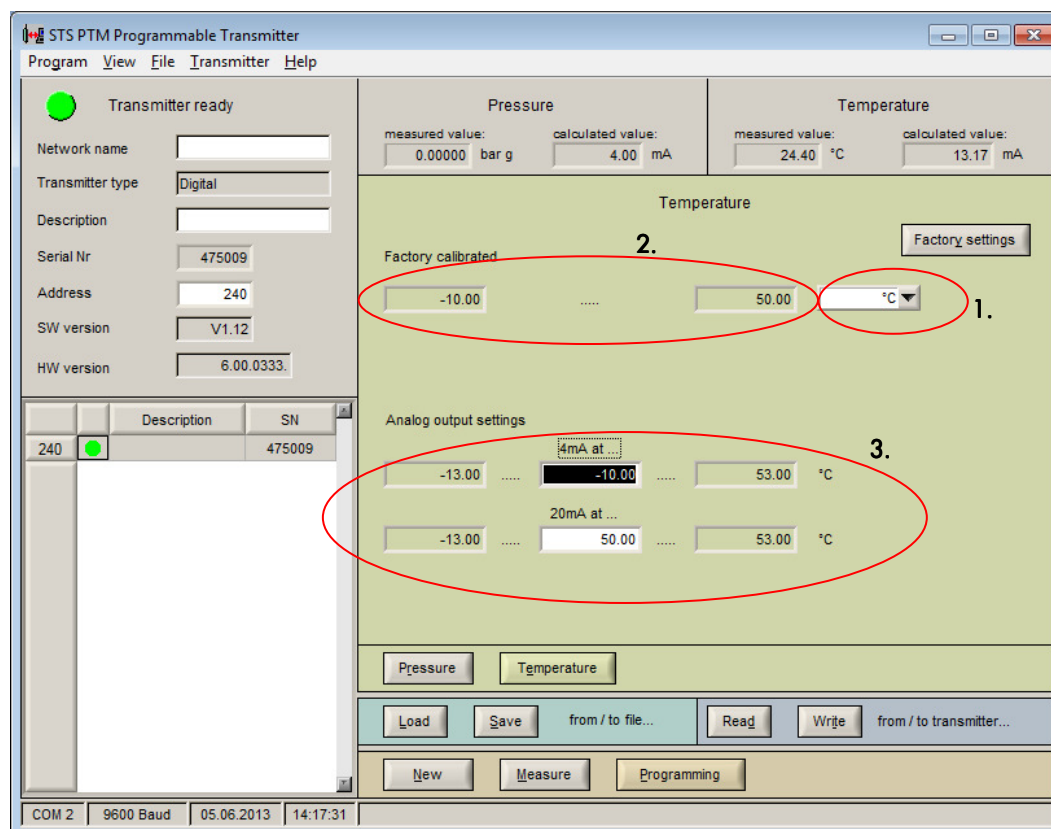 STS PTM Programmable Transmitter
Program View File Transmitter Help
Transmitter ready
Network name
Transmitter type Digital
Description
Serial Nr 475009
Address 240
SW version V1.12
HW version 6.00.0333.
Description SN
240 475009
Pressure
measured value: calculated value:
0.00000 bar g 4.00 mA
Temperature
measured value: calculated value:
24.40 °C 13.17 mA
Temperature
Factory settings
2.
Factory calibrated
-10.00 ..... 50.00 °C
1.
Analog output settings
3.
4mA at ...
-13.00 ..... -10.00 ..... 53.00 °C
20mA at ...
-13.00 ..... 50.00 ..... 53.00 °C
Pressure Temperature
Load Save from / to file... Read Write from / to transmitter...
New Measure Programming
COM 2 9600 Baud 05.06.2013 14:17:31